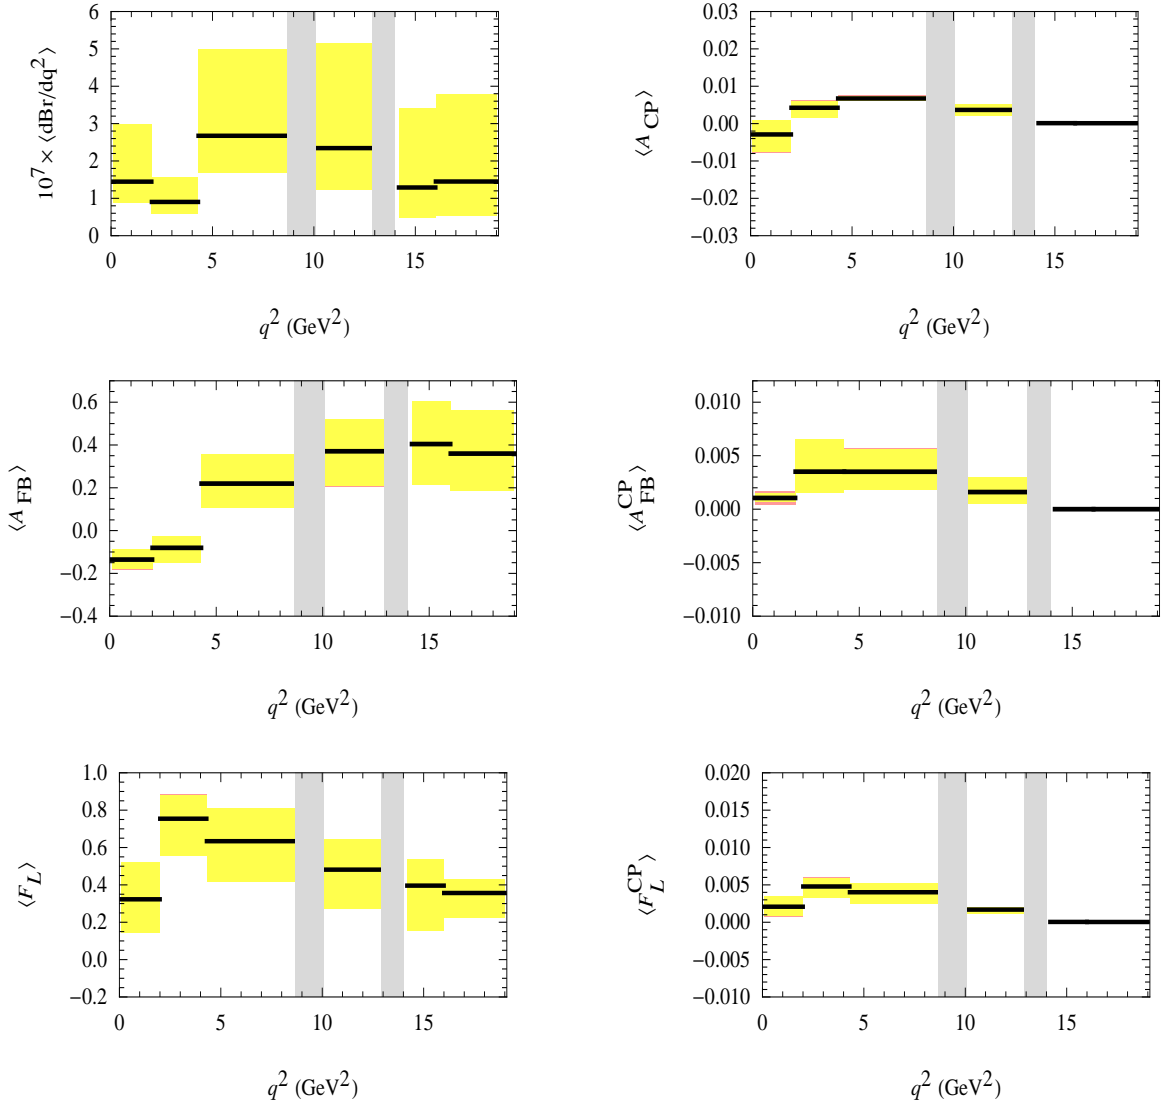 10^7 × ⟨dBr/dq^2⟩
6
5
4
3
2
1
0
0 5 10 15
q^2 (GeV^2)
⟨A_CP⟩
0.03
0.02
0.01
0.00
−0.01
−0.02
−0.03
0 5 10 15
q^2 (GeV^2)
⟨A_FB⟩
0.6
0.4
0.2
0.0
−0.2
−0.4
0 5 10 15
q^2 (GeV^2)
⟨A_FB^CP⟩
0.010
0.005
0.000
−0.005
−0.010
0 5 10 15
q^2 (GeV^2)
⟨F_L⟩
1.0
0.8
0.6
0.4
0.2
0.0
−0.2
0 5 10 15
q^2 (GeV^2)
⟨F_L^CP⟩
0.020
0.015
0.010
0.005
0.000
−0.005
−0.010
0 5 10 15
q^2 (GeV^2)